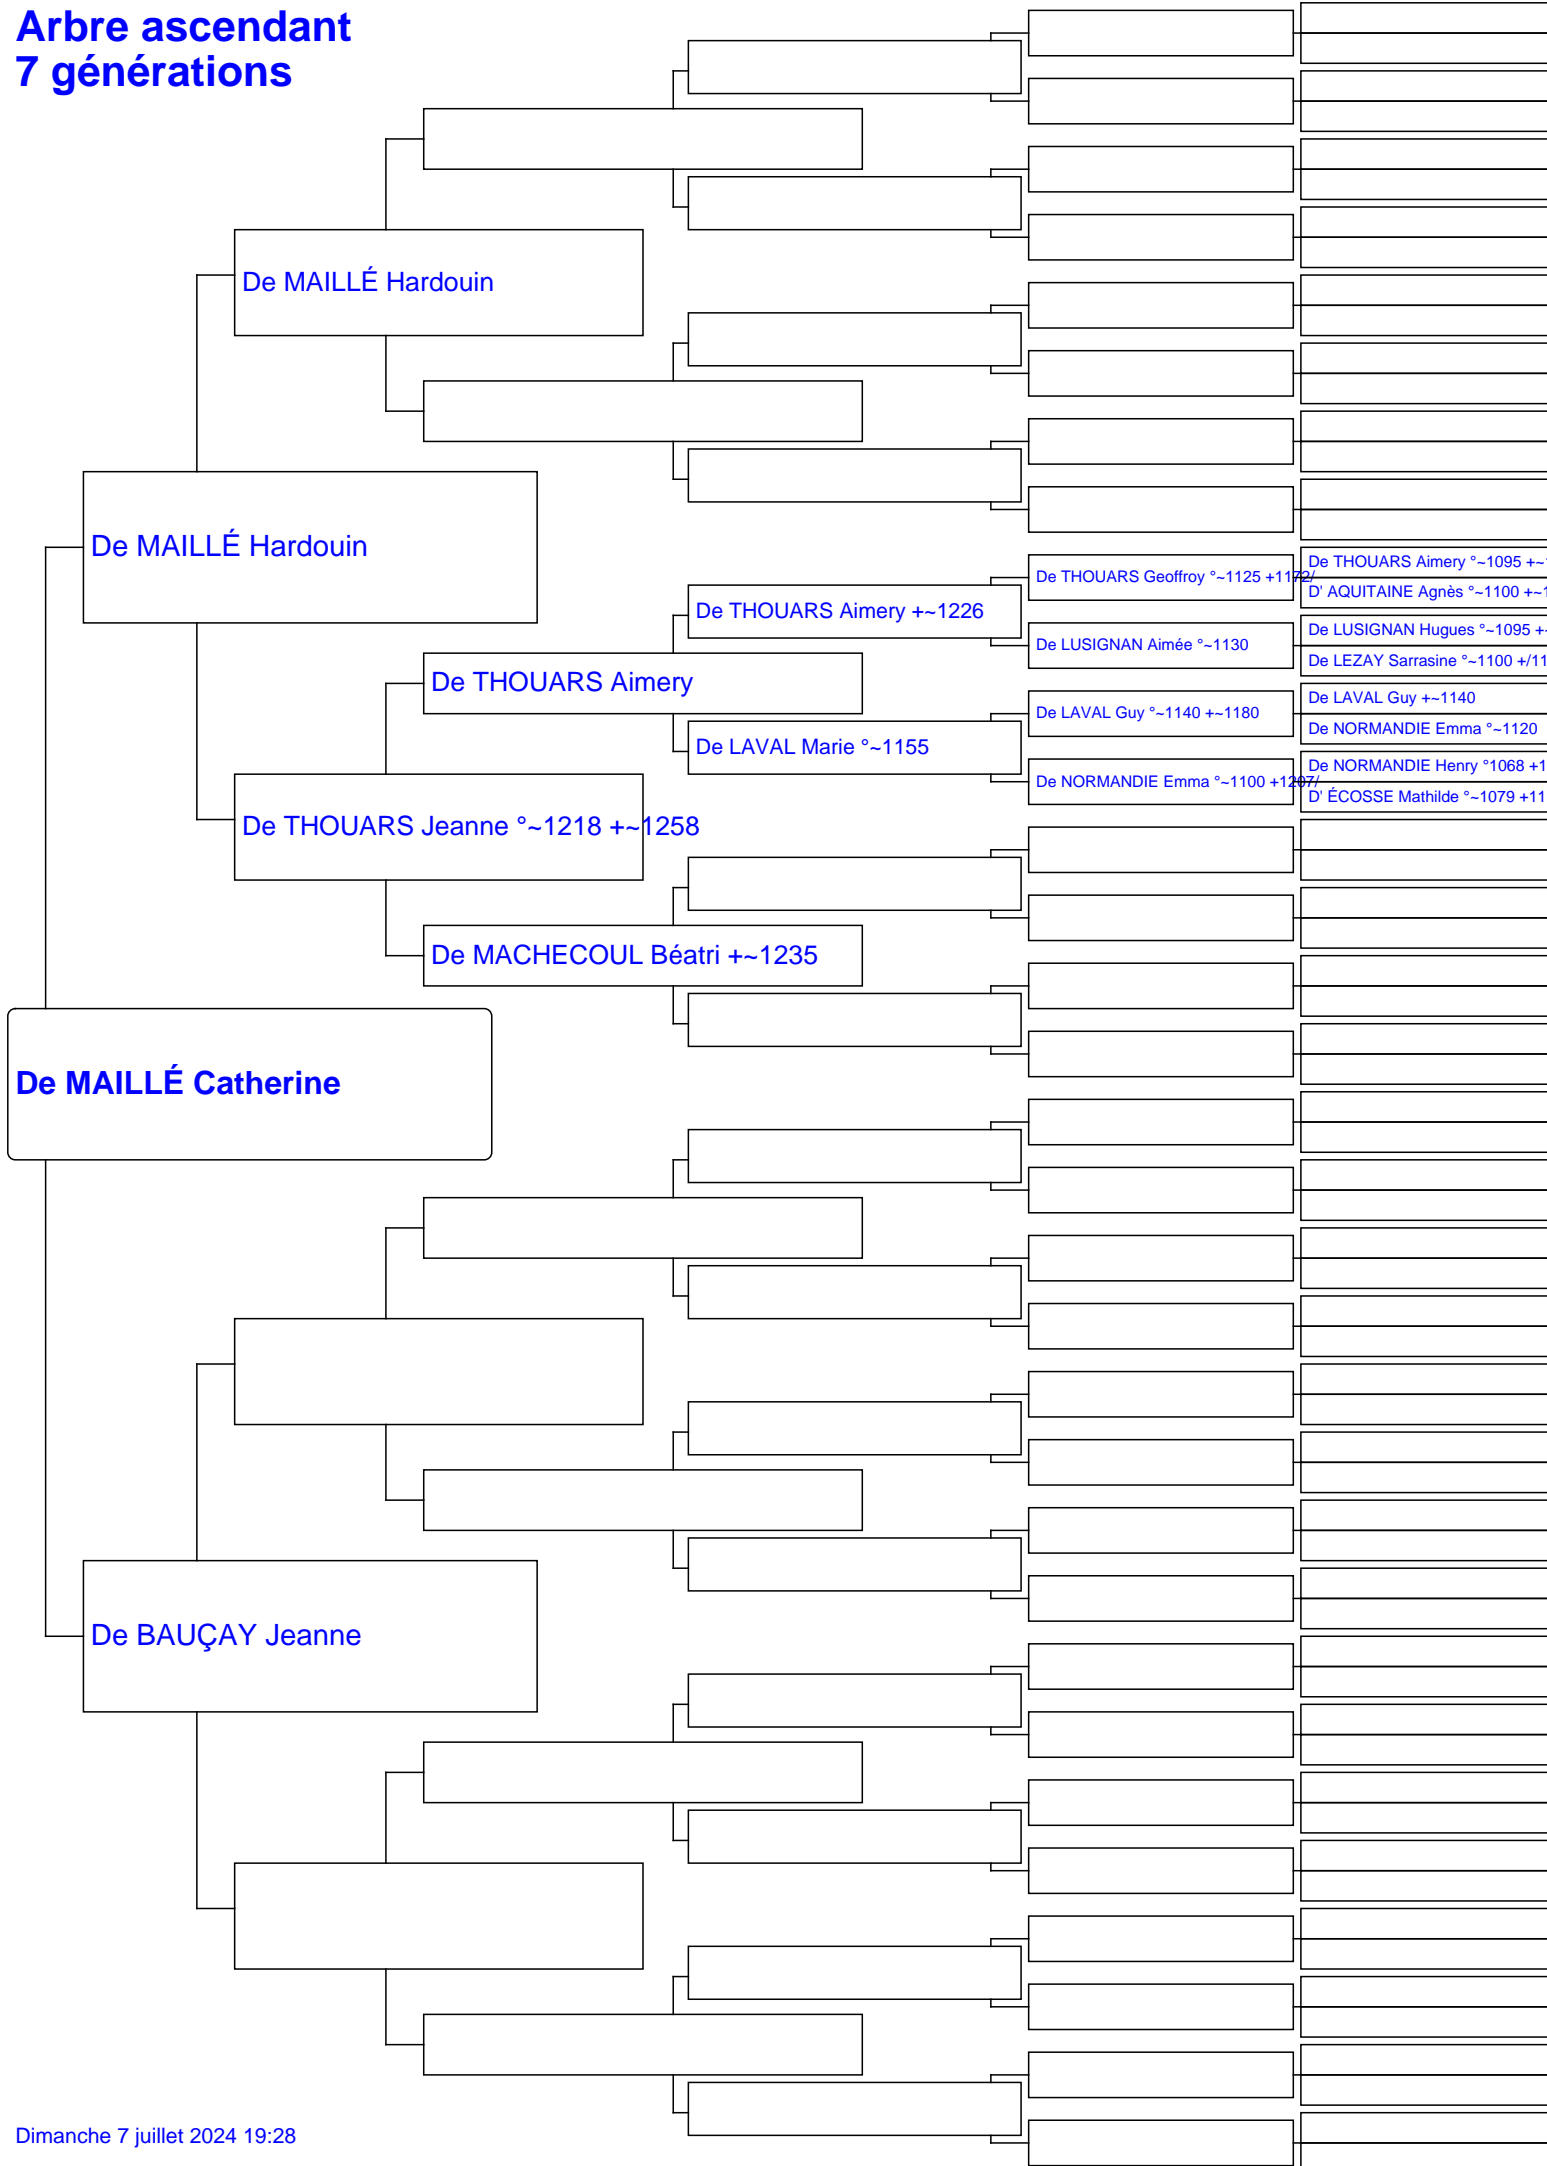 Arbre ascendant
7 générations
De MAILLÉ Hardouin
De MAILLÉ Hardouin
De THOUARS Geoffroy °~1125 +1172/
De THOUARS Aimery °~1095 +~
D' AQUITAINE Agnès °~1100 +~1
De THOUARS Aimery +~1226
De LUSIGNAN Aimée °~1130
De LUSIGNAN Hugues °~1095 +~
De LEZAY Sarrasine °~1100 +/11
De THOUARS Aimery
De LAVAL Guy °~1140 +~1180
De LAVAL Guy +~1140
De NORMANDIE Emma °~1120
De LAVAL Marie °~1155
De NORMANDIE Emma °~1100 +1207/
De NORMANDIE Henry °1068 +1
D' ÉCOSSE Mathilde °~1079 +11
De THOUARS Jeanne °~1218 +~1258
De MACHECOUL Béatri +~1235
De MAILLÉ Catherine
De BAUÇAY Jeanne
Dimanche 7 juillet 2024 19:28